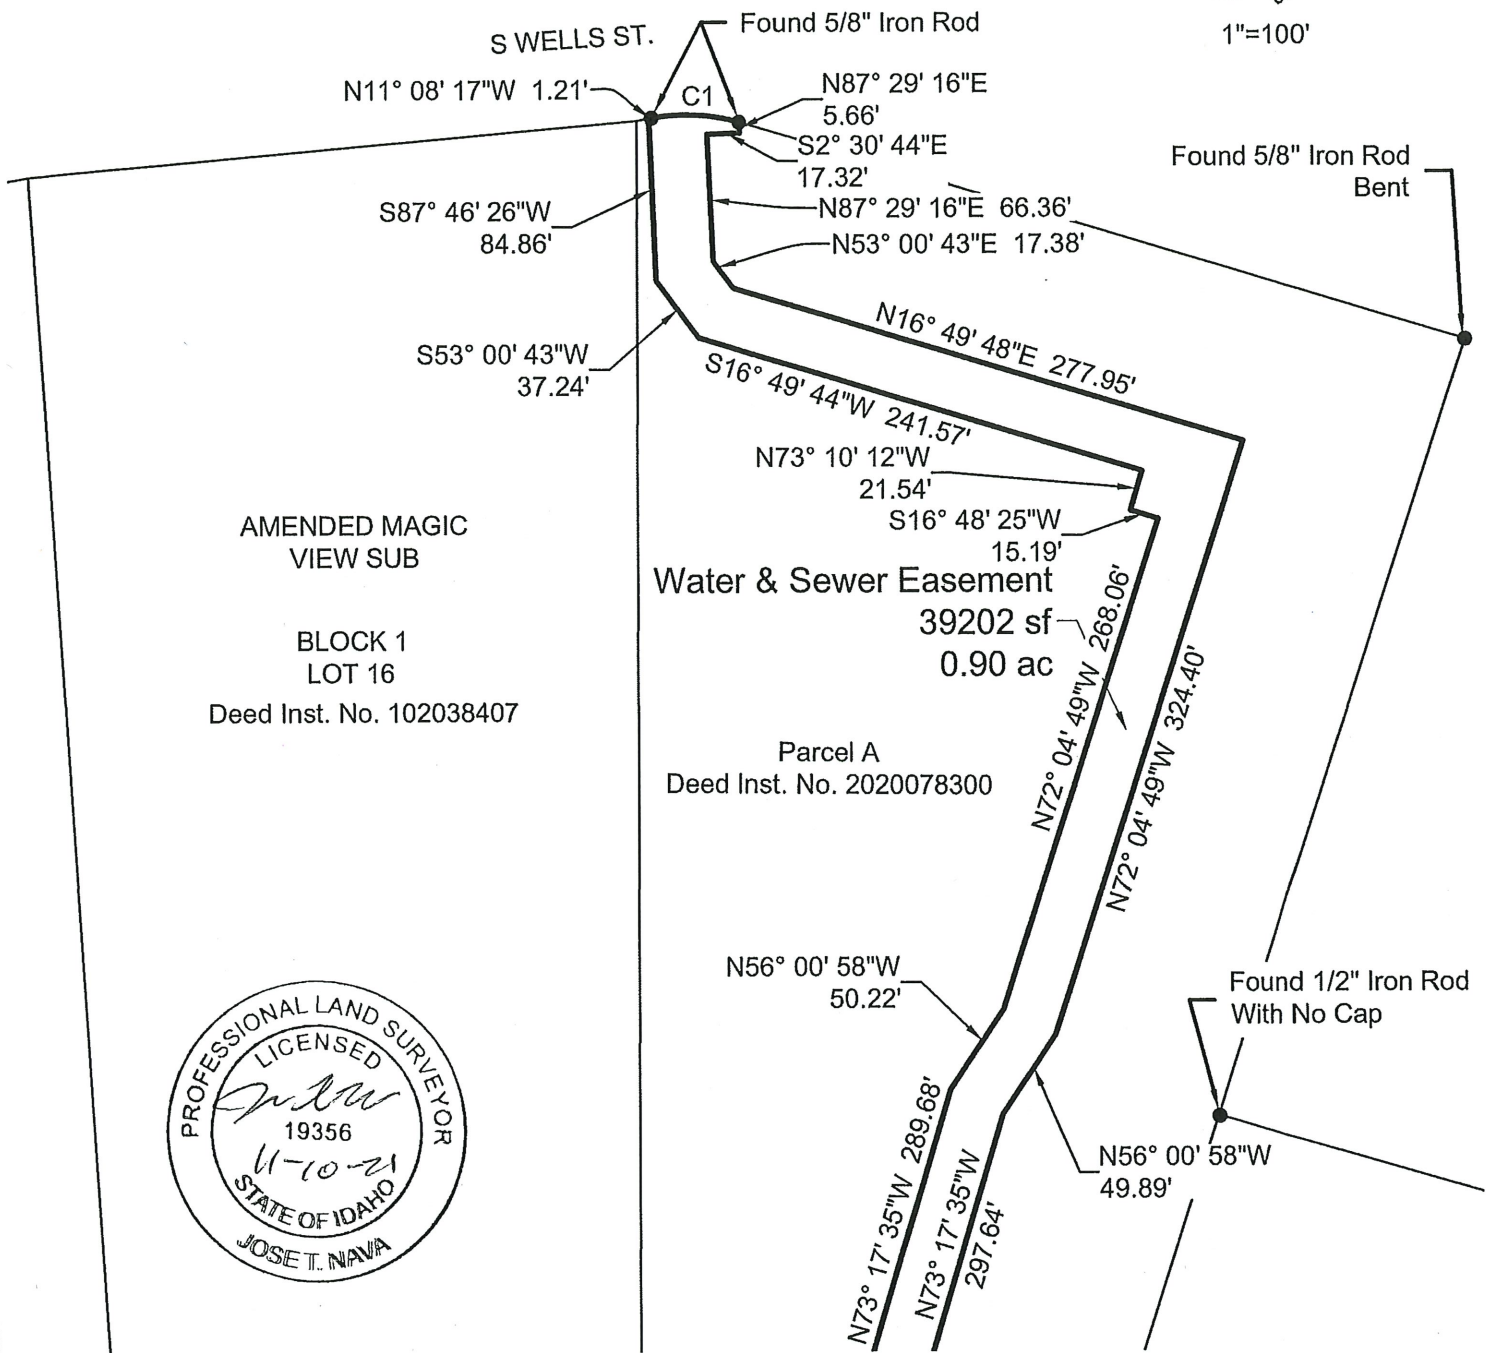 1"=100'
S WELLS ST.
Found 5/8" Iron Rod
N11° 08' 17"W 1.21'
C1
N87° 29' 16"E
5.66'
S2° 30' 44"E
17.32'
Found 5/8" Iron Rod
Bent
S87° 46' 26"W
84.86'
N87° 29' 16"E 66.36'
N53° 00' 43"E 17.38'
N16° 49' 48"E 277.95'
S53° 00' 43"W
37.24'
S16° 49' 44"W 241.57'
N73° 10' 12"W
21.54'
S16° 48' 25"W
15.19'
AMENDED MAGIC
VIEW SUB
BLOCK 1
LOT 16
Deed Inst. No. 102038407
Water & Sewer Easement
39202 sf
0.90 ac
N72° 04' 49"W 268.06'
N72° 04' 49"W 324.40'
Parcel A
Deed Inst. No. 2020078300
N56° 00' 58"W
50.22'
Found 1/2" Iron Rod
With No Cap
N56° 00' 58"W
49.89'
N73° 17' 35"W 289.68'
N73° 17' 35"W
297.64'
PROFESSIONAL LAND SURVEYOR
LICENSED
19356
11-10-21
STATE OF IDAHO
JOSE T. NAVA